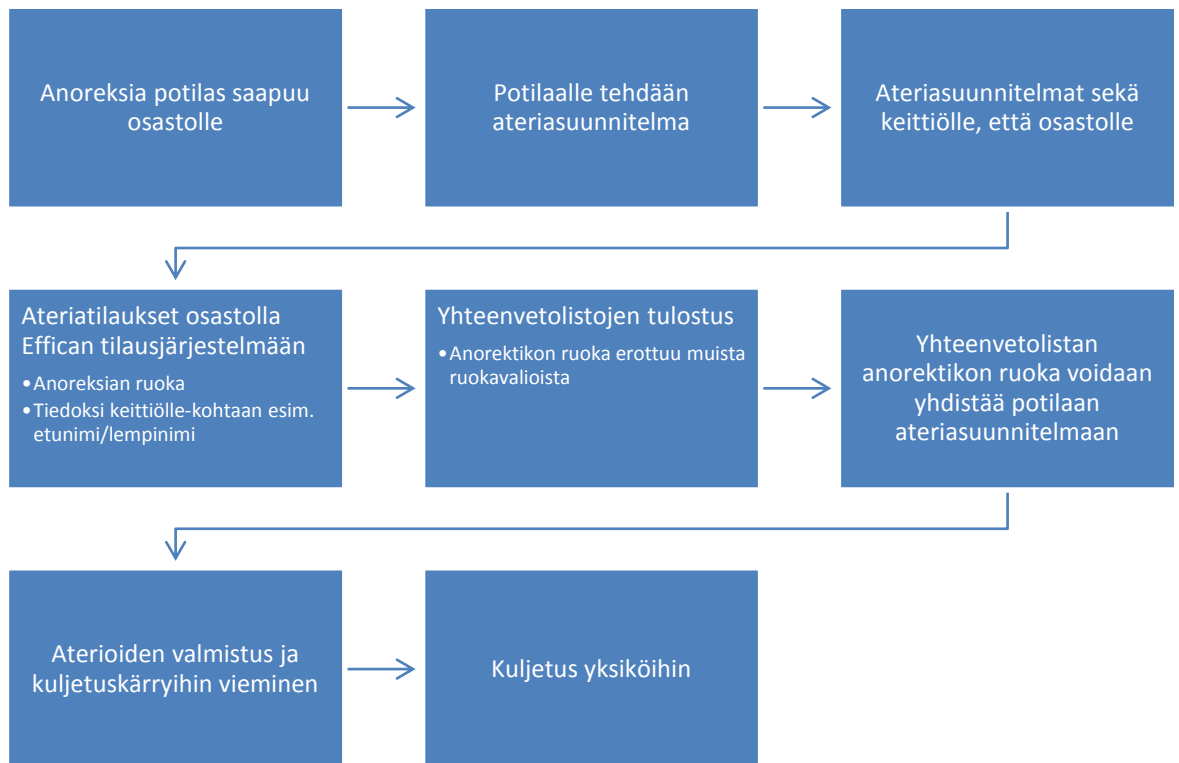 Anoreksia potilas saapuu
osastolle
Potilaalle tehdään
ateriasuunnitelma
Ateriasuunnitelmat sekä
keittiölle, että osastolle
Ateriatilaukset osastolla
Effican tilausjärjestelmään
•Anoreksian ruoka
•Tiedoksi keittiölle-kohtaan esim.
etunimi/lempinimi
Yhteenvetolistojen tulostus
•Anorektikon ruoka erottuu muista
ruokavalioista
Yhteenvetolistan
anorektikon ruoka voidaan
yhdistää potilaan
ateriasuunnitelmaan
Aterioiden valmistus ja
kuljetuskärryihin vieminen
Kuljetus yksiköihin